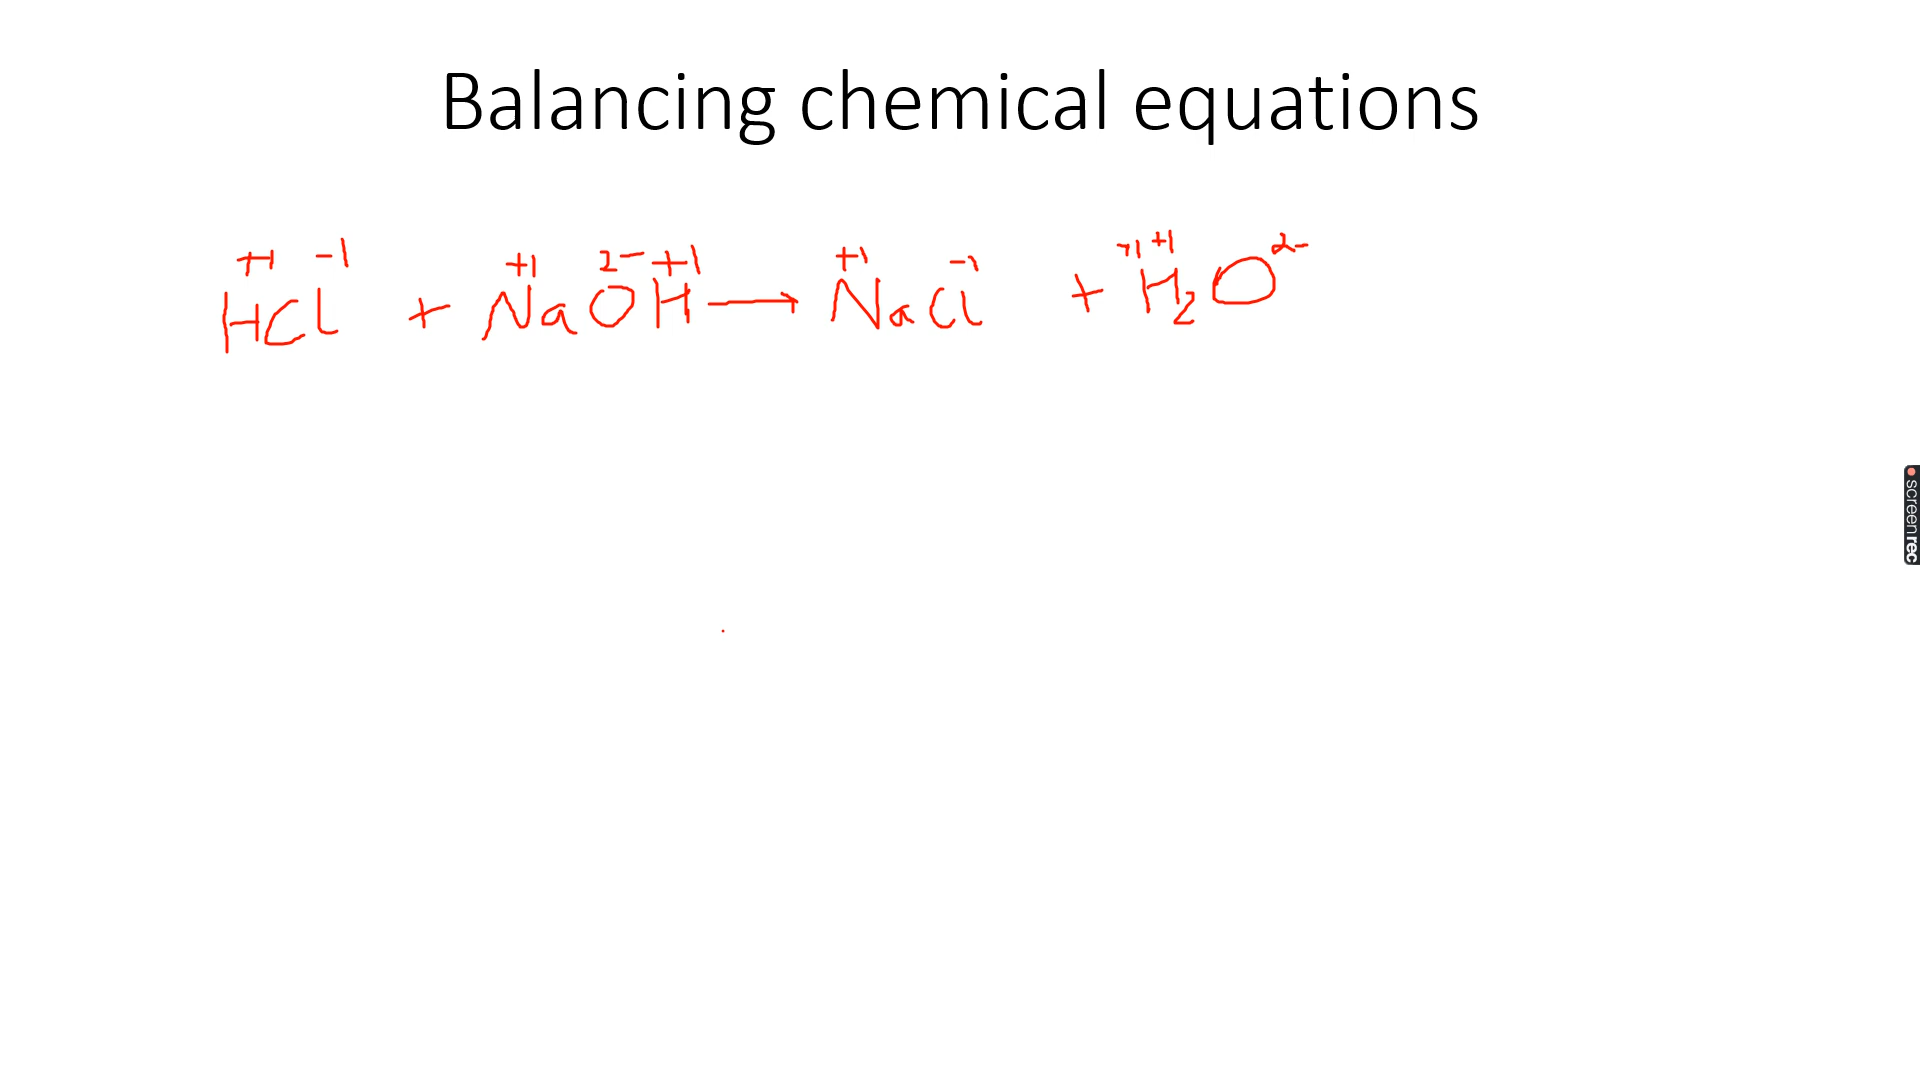 Balancing chemical equations
+1 -1 +1 2- +1 +1 -1 +1 +1 2-
HCl + NaOH → NaCl + H₂O
screenrec